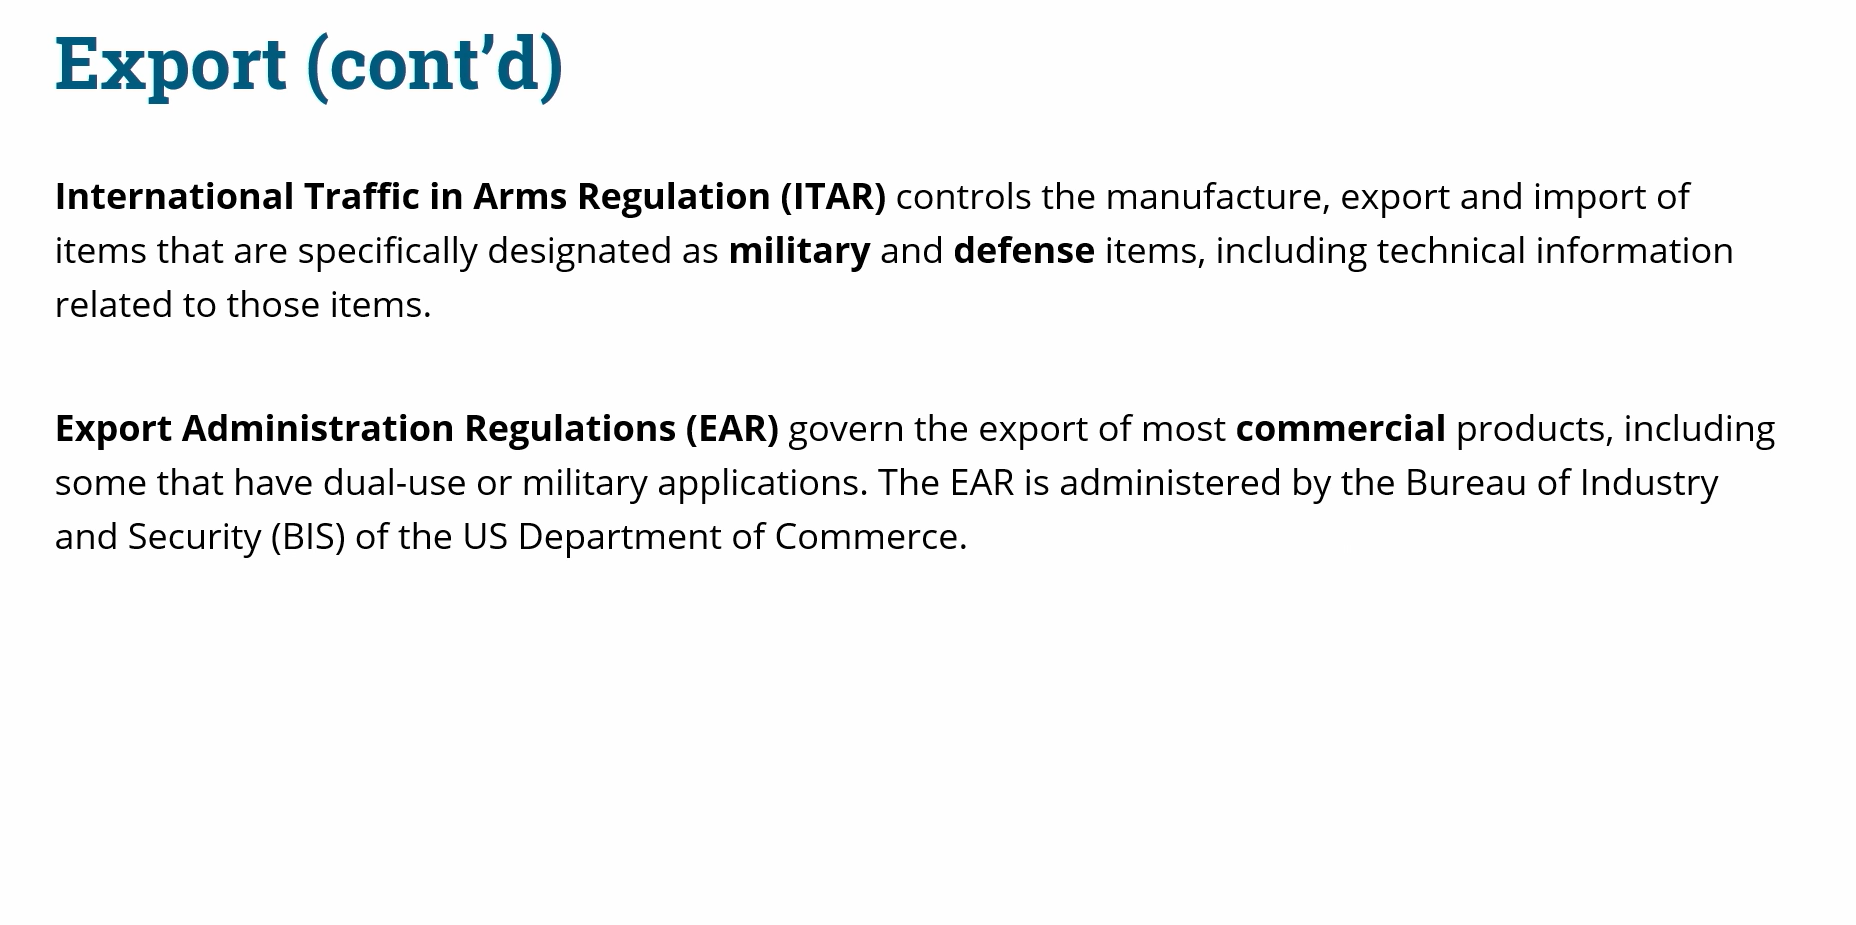 Export (cont’d)
International Traffic in Arms Regulation (ITAR) controls the manufacture, export and import of
items that are specifically designated as military and defense items, including technical information
related to those items.
Export Administration Regulations (EAR) govern the export of most commercial products, including
some that have dual-use or military applications. The EAR is administered by the Bureau of Industry
and Security (BIS) of the US Department of Commerce.